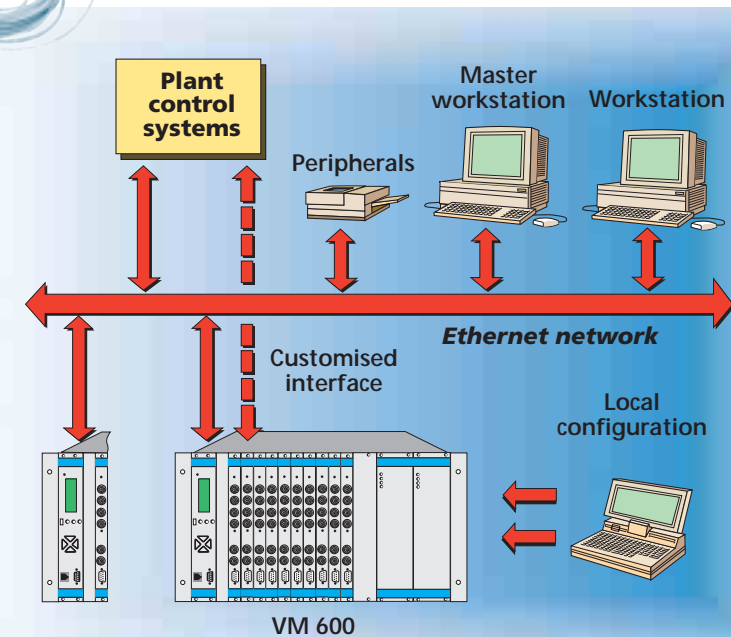 Plant
control
systems
Peripherals
Master
workstation
Workstation
Ethernet network
Customised
interface
Local
configuration
VM 600